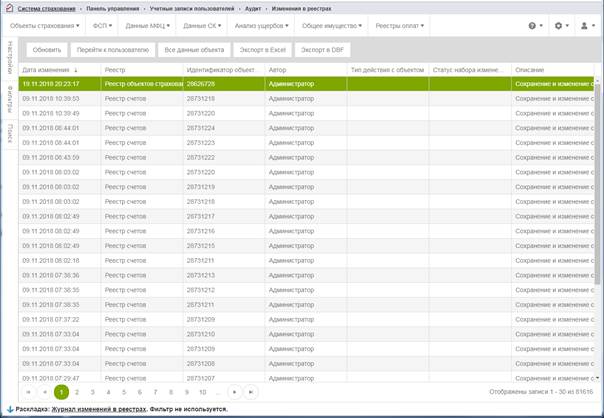 Система страхования › Панель управления › Учетные записи пользователей › Аудит › Изменения в реестрах
Объекты страхования ФСП Данные МФЦ Данные СК Анализ ущербов Общее имущество Реестры оплат
Обновить Перейти к пользователю Все данные объекта Экспорт в Excel Экспорт в DBF
Настройки
Фильтры
Поиск
Дата изменения ↓ Реестр Идентификатор объект... Автор Тип действия с объектом Статус набора измене... Описание
19.11.2018 20:23:17 Реестр объектов страхован 28626728 Администратор Сохранение и изменение с
09.11.2018 10:39:53 Реестр счетов 28731219 Администратор Сохранение и изменение с
09.11.2018 10:39:49 Реестр счетов 28731220 Администратор Сохранение и изменение с
09.11.2018 08:44:01 Реестр счетов 28731224 Администратор Сохранение и изменение с
09.11.2018 08:44:01 Реестр счетов 28731223 Администратор Сохранение и изменение с
09.11.2018 08:43:59 Реестр счетов 28731222 Администратор Сохранение и изменение с
09.11.2018 08:03:02 Реестр счетов 28731220 Администратор Сохранение и изменение с
09.11.2018 08:03:02 Реестр счетов 28731219 Администратор Сохранение и изменение с
09.11.2018 08:03:02 Реестр счетов 28731218 Администратор Сохранение и изменение с
09.11.2018 08:02:49 Реестр счетов 28731217 Администратор Сохранение и изменение с
09.11.2018 08:02:49 Реестр счетов 28731216 Администратор Сохранение и изменение с
09.11.2018 08:02:49 Реестр счетов 28731215 Администратор Сохранение и изменение с
09.11.2018 08:02:18 Реестр счетов 28731211 Администратор Сохранение и изменение с
09.11.2018 07:38:36 Реестр счетов 28731213 Администратор Сохранение и изменение с
09.11.2018 07:38:35 Реестр счетов 28731212 Администратор Сохранение и изменение с
09.11.2018 07:38:35 Реестр счетов 28731211 Администратор Сохранение и изменение с
09.11.2018 07:37:22 Реестр счетов 28731209 Администратор Сохранение и изменение с
09.11.2018 07:33:04 Реестр счетов 28731210 Администратор Сохранение и изменение с
09.11.2018 07:33:04 Реестр счетов 28731209 Администратор Сохранение и изменение с
09.11.2018 07:33:04 Реестр счетов 28731208 Администратор Сохранение и изменение с
09.11.2018 07:29:47 Реестр счетов 28731207 Администратор Сохранение и изменение с
1 2 3 4 5 6 7 8 9 10 ... Отображены записи 1 - 30 из 81616
Раскладка: Журнал изменений в реестрах. Фильтр не используется.